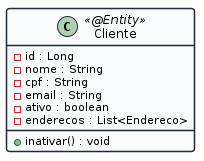 C «@Entity»
Cliente
id : Long
nome : String
cpf : String
email : String
ativo : boolean
enderecos : List<Endereco>
inativar() : void